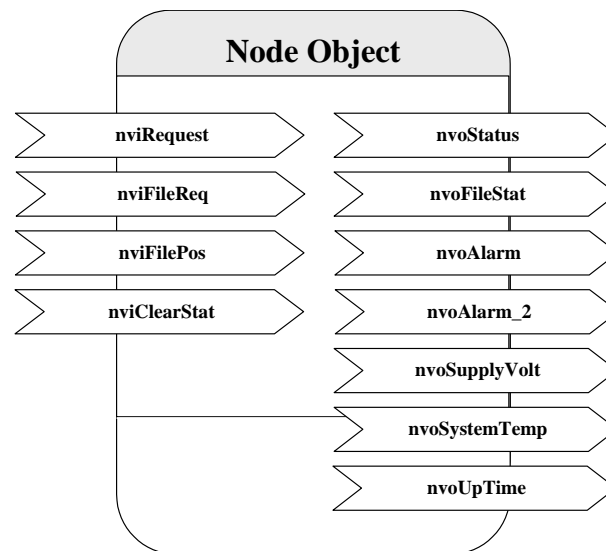 Node Object
nviRequest
nvoStatus
nviFileReq
nvoFileStat
nviFilePos
nvoAlarm
nviClearStat
nvoAlarm_2
nvoSupplyVolt
nvoSystemTemp
nvoUpTime